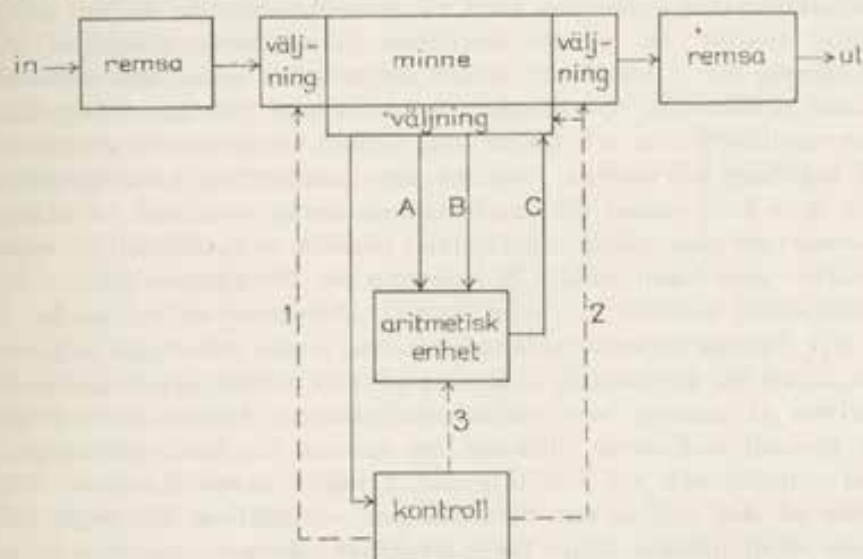 in
remsa
välj-
ning
minne
välj-
ning
remsa
ut
väljning
A
B
C
1
2
aritmetisk
enhet
3
kontroll